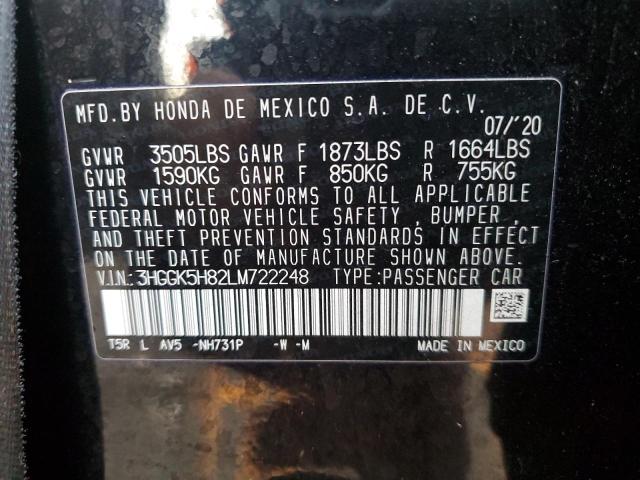 MFD.BY HONDA DE MEXICO S.A. DE C.V.
07/'20
GVWR 3505LBS GAWR F 1873LBS R 1664LBS
GVWR 1590KG GAWR F 850KG R 755KG
THIS VEHICLE CONFORMS TO ALL APPLICABLE
FEDERAL MOTOR VEHICLE SAFETY , BUMPER ,
AND THEFT PREVENTION STANDARDS IN EFFECT
ON THE DATE OF MANUFACTURE SHOWN ABOVE.
V.I.N.: 3HGGK5H82LM722248 TYPE:PASSENGER CAR
T5R L AV5 -NH731P -W -M MADE IN MEXICO